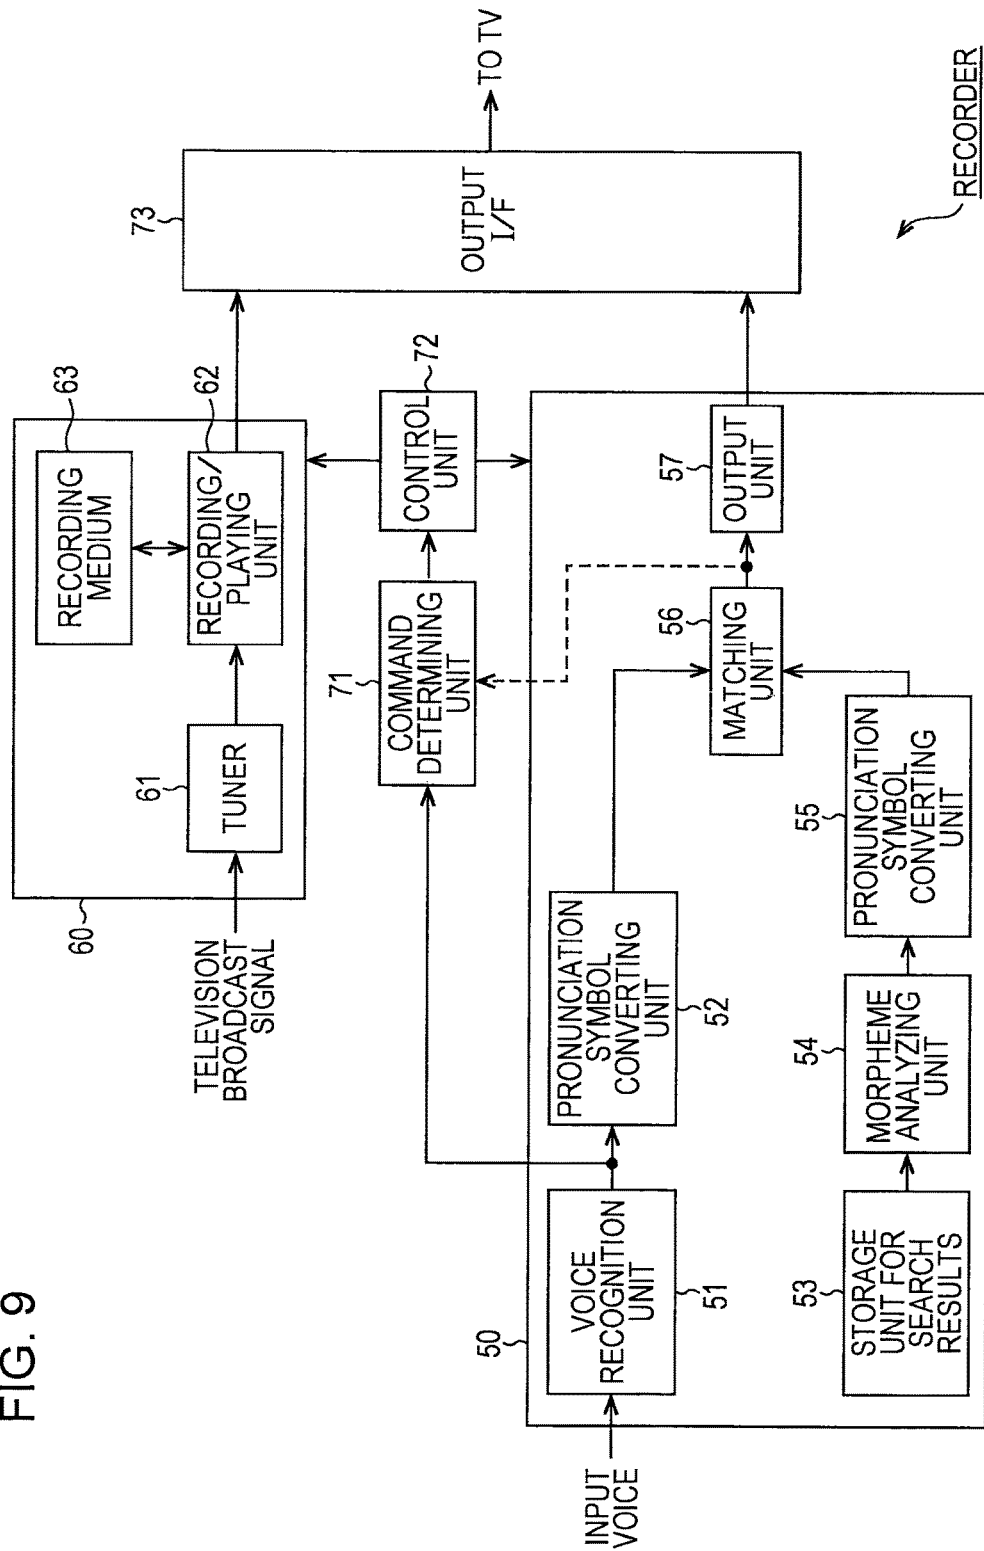 FIG. 9
60
TELEVISION
BROADCAST
SIGNAL
61
TUNER
63
RECORDING
MEDIUM
62
RECORDING/
PLAYING
UNIT
71
COMMAND
DETERMINING
UNIT
72
CONTROL
UNIT
73
OUTPUT
I/F
TO TV
50
INPUT
VOICE
VOICE
RECOGNITION
UNIT
51
PRONUNCIATION
SYMBOL
CONVERTING
UNIT
52
53
STORAGE
UNIT FOR
SEARCH
RESULTS
54
MORPHEME
ANALYZING
UNIT
55
PRONUNCIATION
SYMBOL
CONVERTING
UNIT
56
MATCHING
UNIT
57
OUTPUT
UNIT
RECORDER